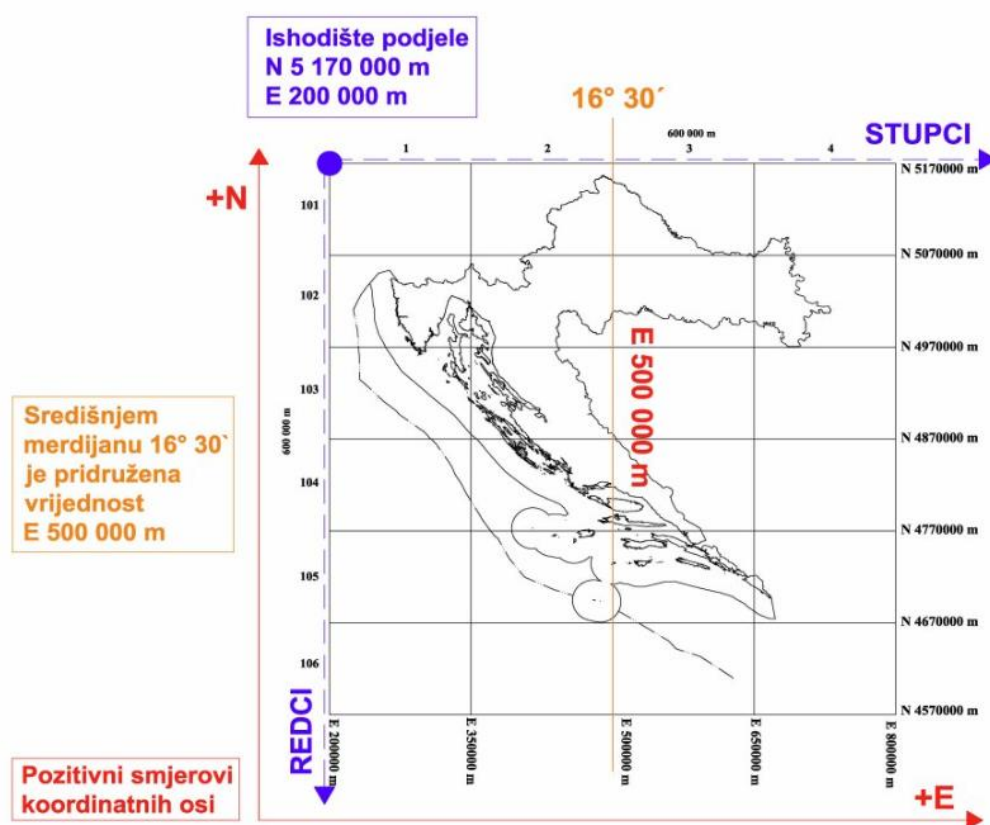 Ishodište podjele
N 5 170 000 m
E 200 000 m
16° 30´
600 000 m
STUPCI
1
2
3
4
+N
N 5170000 m
101
N 5070000 m
102
N 4970000 m
103
E 500 000 m
Središnjem
merdijanu 16° 30`
je pridružena
vrijednost
E 500 000 m
600 000 m
N 4870000 m
104
N 4770000 m
105
N 4670000 m
106
N 4570000 m
REDCI
E 200000 m
E 350000 m
E 500000 m
E 650000 m
E 800000 m
Pozitivni smjerovi
koordinatnih osi
+E